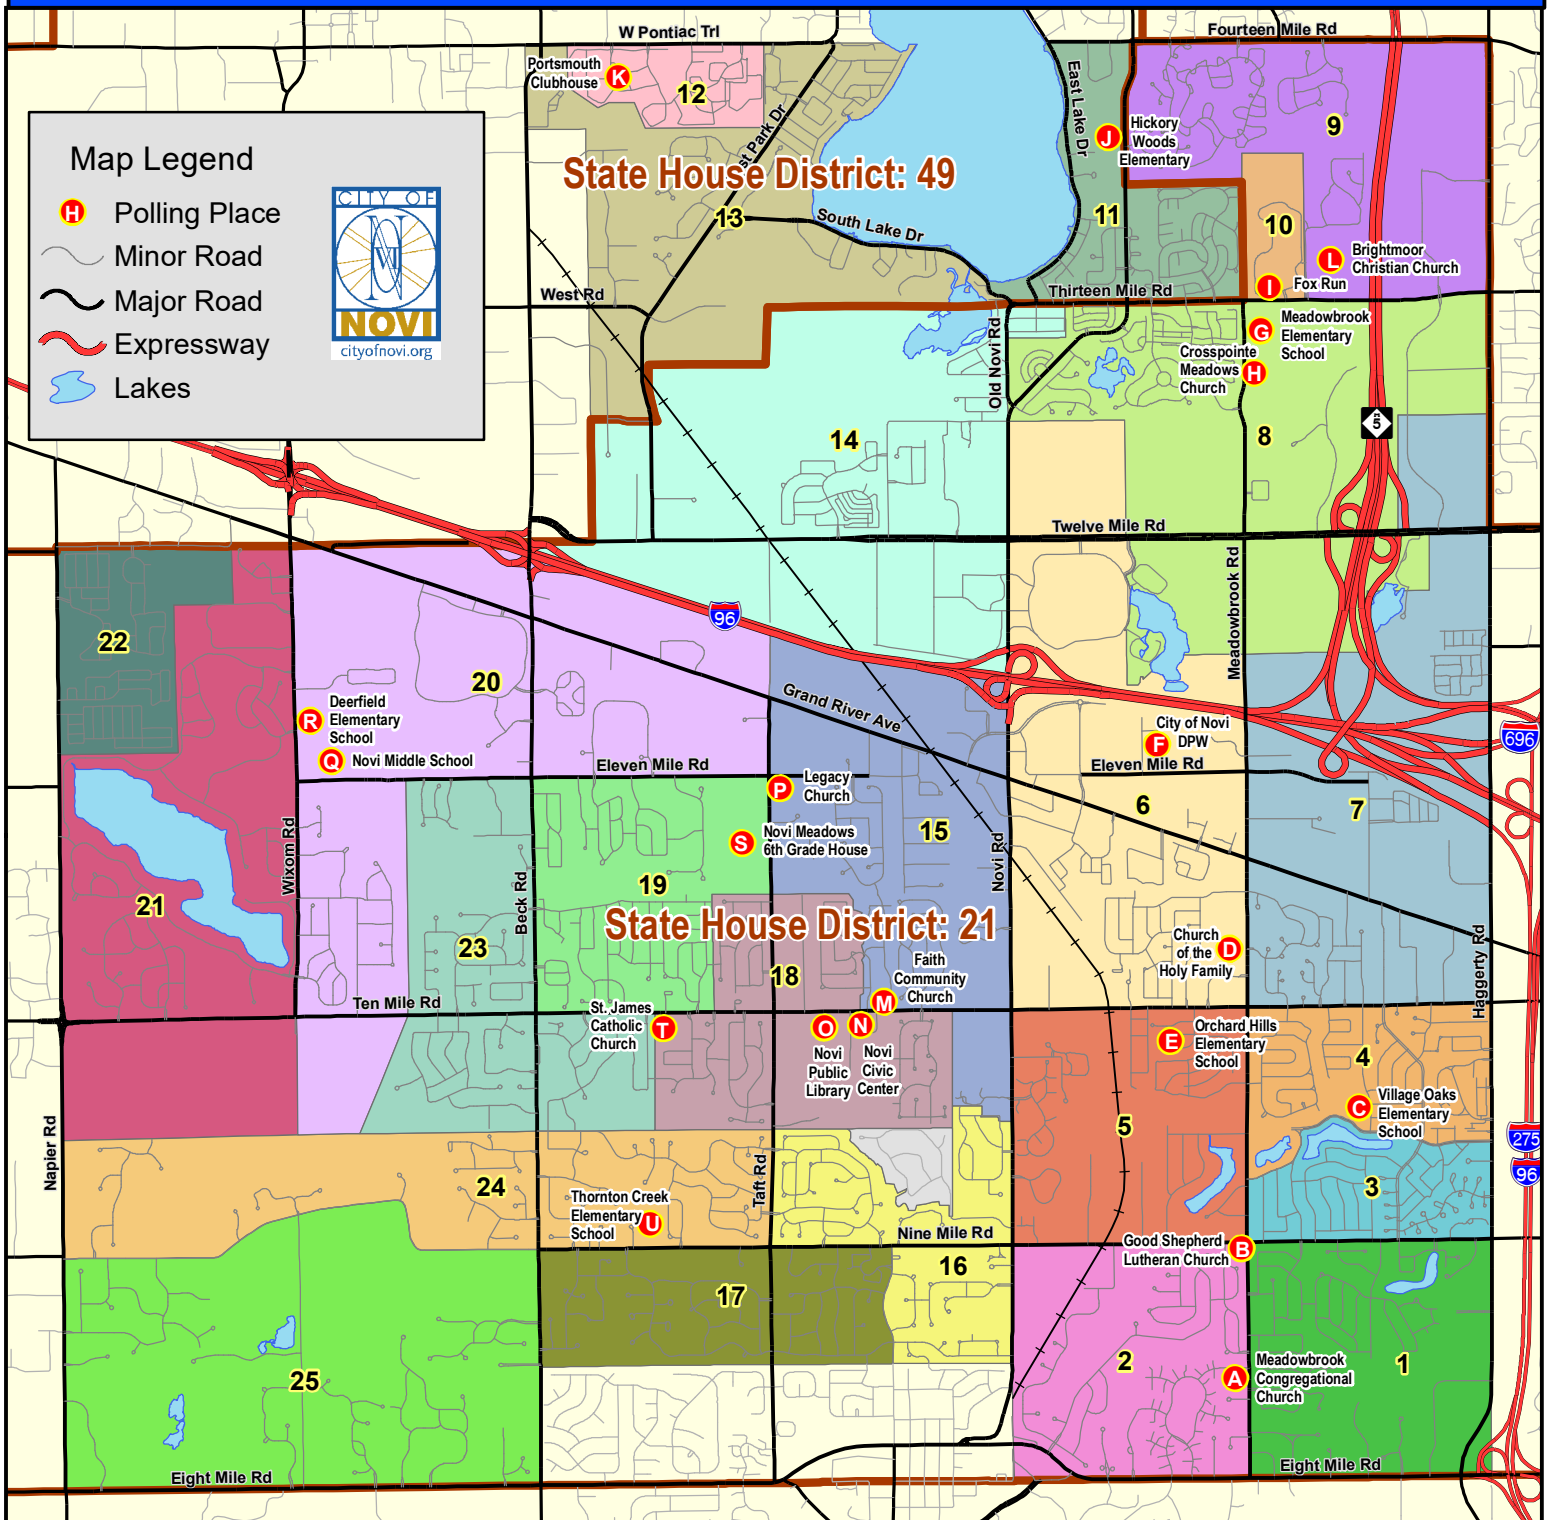 W Pontiac Trl
Fourteen Mile Rd
Portsmouth
Clubhouse
K
12
East Lake Dr
J
Hickory
Woods
Elementary
9
Map Legend
H Polling Place
Minor Road
Major Road
Expressway
Lakes
CITY OF
NOVI
cityofnovi.org
st Park Dr
State House District: 49
13
South Lake Dr
11
10
L
Brightmoor
Christian Church
I
Fox Run
West Rd
Thirteen Mile Rd
Old Novi Rd
G
Meadowbrook
Elementary
School
Crosspointe
Meadows
Church
H
14
8
M
5
Twelve Mile Rd
Meadowbrook Rd
96
22
20
Grand River Ave
R
Deerfield
Elementary
School
Q
Novi Middle School
City of Novi
DPW
F
696
Eleven Mile Rd
Eleven Mile Rd
P
Legacy
Church
6
7
S
Novi Meadows
6th Grade House
15
Wixom Rd
Beck Rd
Novi Rd
19
21
State House District: 21
23
18
Faith
Community
Church
M
Church
of the
Holy Family
D
Haggerty Rd
Ten Mile Rd
St. James
Catholic
Church
T
O
N
Novi
Public
Library
Novi
Civic
Center
E
Orchard Hills
Elementary
School
4
C
Village Oaks
Elementary
School
5
275
96
Napier Rd
24
Taft Rd
3
Thornton Creek
Elementary
School
U
Nine Mile Rd
Good Shepherd
Lutheran Church
B
16
17
2
1
25
A
Meadowbrook
Congregational
Church
Eight Mile Rd
Eight Mile Rd